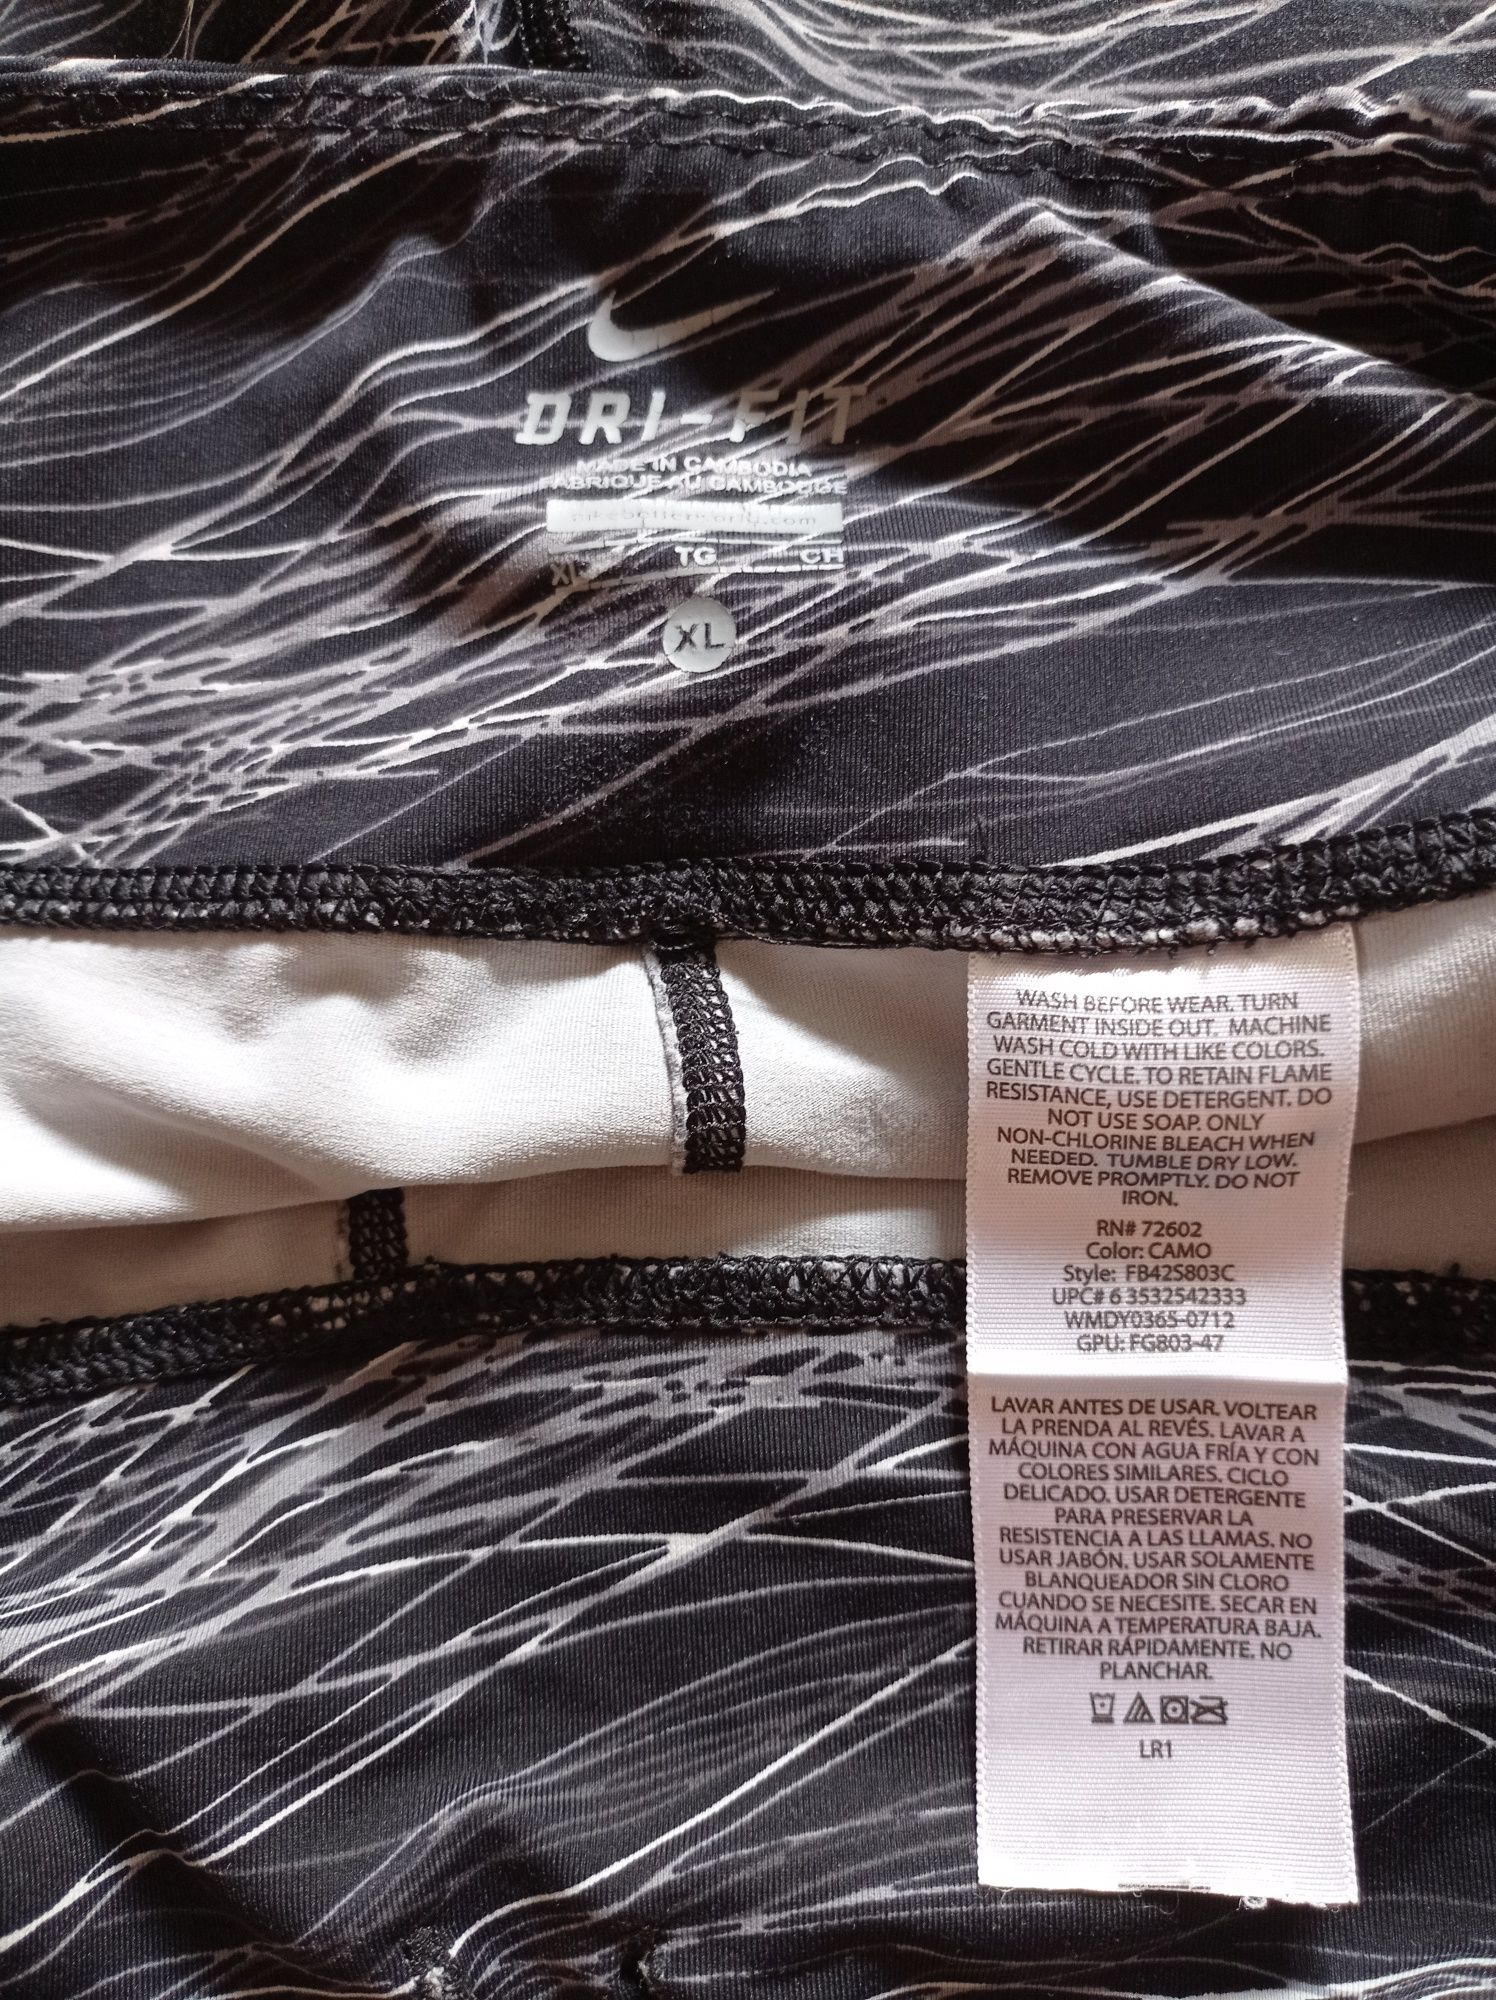 DRI-FIT
MADE IN CAMBODIA
FABRIQUE AU CAMBODGE
XL TG CH
XL
WASH BEFORE WEAR. TURN
GARMENT INSIDE OUT. MACHINE
WASH COLD WITH LIKE COLORS.
GENTLE CYCLE. TO RETAIN FLAME
RESISTANCE, USE DETERGENT. DO
NOT USE SOAP. ONLY
NON-CHLORINE BLEACH WHEN
NEEDED. TUMBLE DRY LOW.
REMOVE PROMPTLY. DO NOT
IRON.
RN# 72602
Color: CAMO
Style: FB42S803C
UPC# 6 3532542333
WMDY0365-0712
GPU: FG803-47
LAVAR ANTES DE USAR. VOLTEAR
LA PRENDA AL REVÉS. LAVAR A
MÁQUINA CON AGUA FRÍA Y CON
COLORES SIMILARES. CICLO
DELICADO. USAR DETERGENTE
PARA PRESERVAR LA
RESISTENCIA A LAS LLAMAS. NO
USAR JABÓN. USAR SOLAMENTE
BLANQUEADOR SIN CLORO
CUANDO SE NECESITE. SECAR EN
MÁQUINA A TEMPERATURA BAJA.
RETIRAR RÁPIDAMENTE. NO
PLANCHAR.
LR1